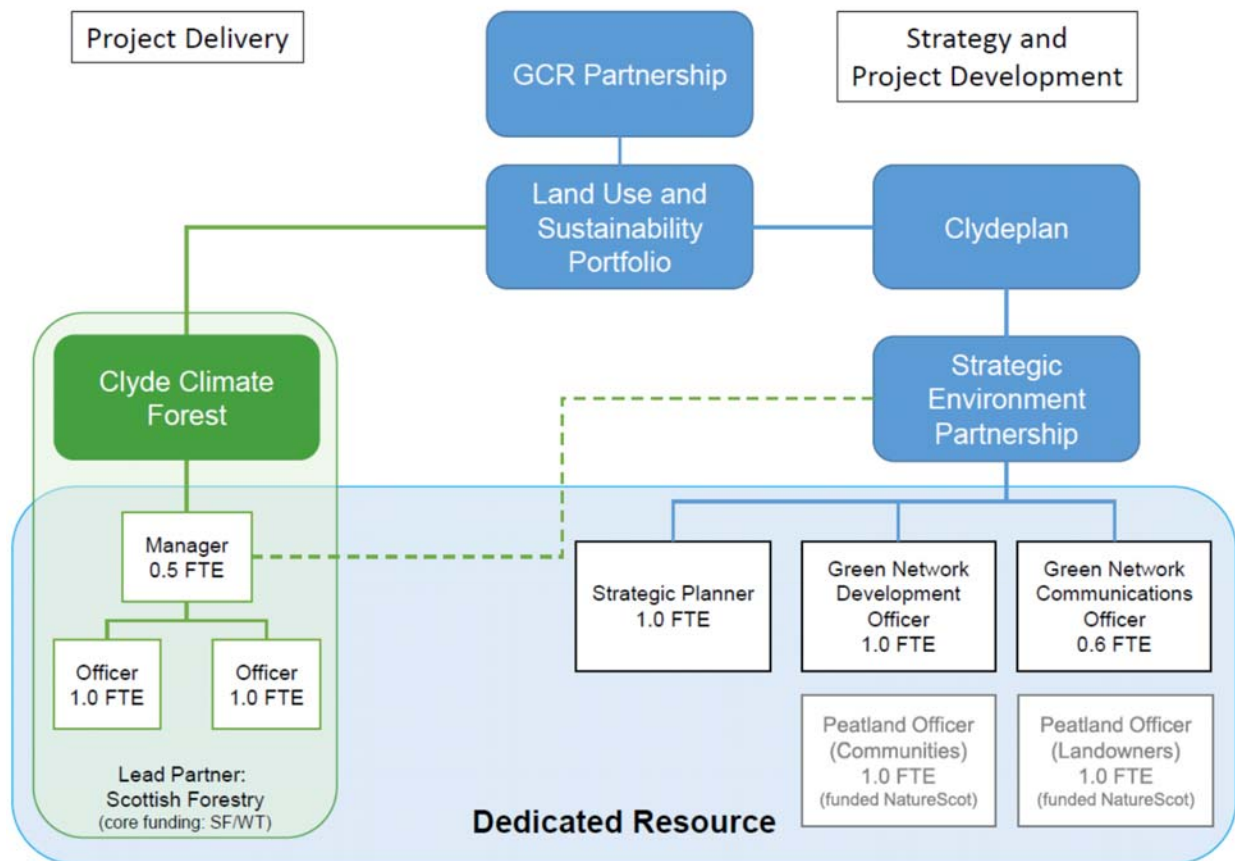 Project Delivery
GCR Partnership
Strategy and
Project Development
Land Use and
Sustainability
Portfolio
Clydeplan
Clyde Climate
Forest
Strategic
Environment
Partnership
Manager
0.5 FTE
Officer
1.0 FTE
Officer
1.0 FTE
Lead Partner:
Scottish Forestry
(core funding: SF/WT)
Strategic Planner
1.0 FTE
Green Network
Development
Officer
1.0 FTE
Green Network
Communications
Officer
0.6 FTE
Peatland Officer
(Communities)
1.0 FTE
(funded NatureScot)
Peatland Officer
(Landowners)
1.0 FTE
(funded NatureScot)
Dedicated Resource